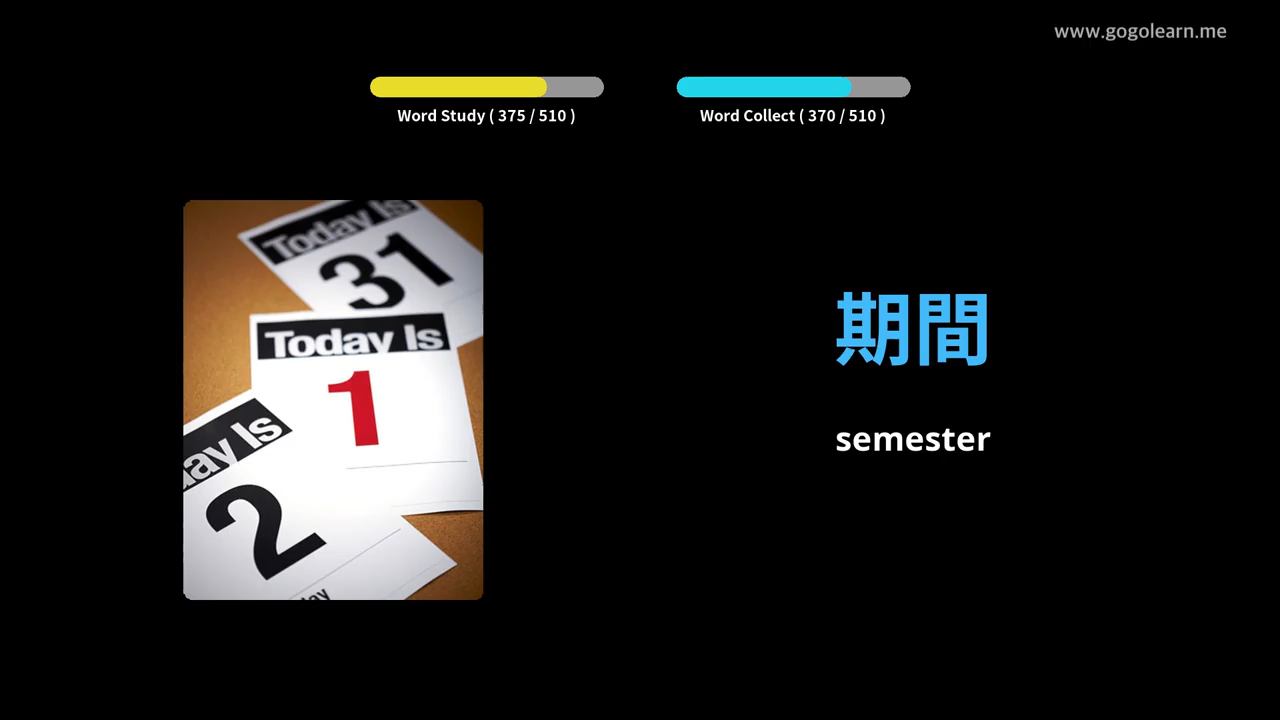 www.gogolearn.me
Word Study ( 375 / 510 )
Word Collect ( 370 / 510 )
Today Is
31
Today Is
1
day Is
2
期間
semester